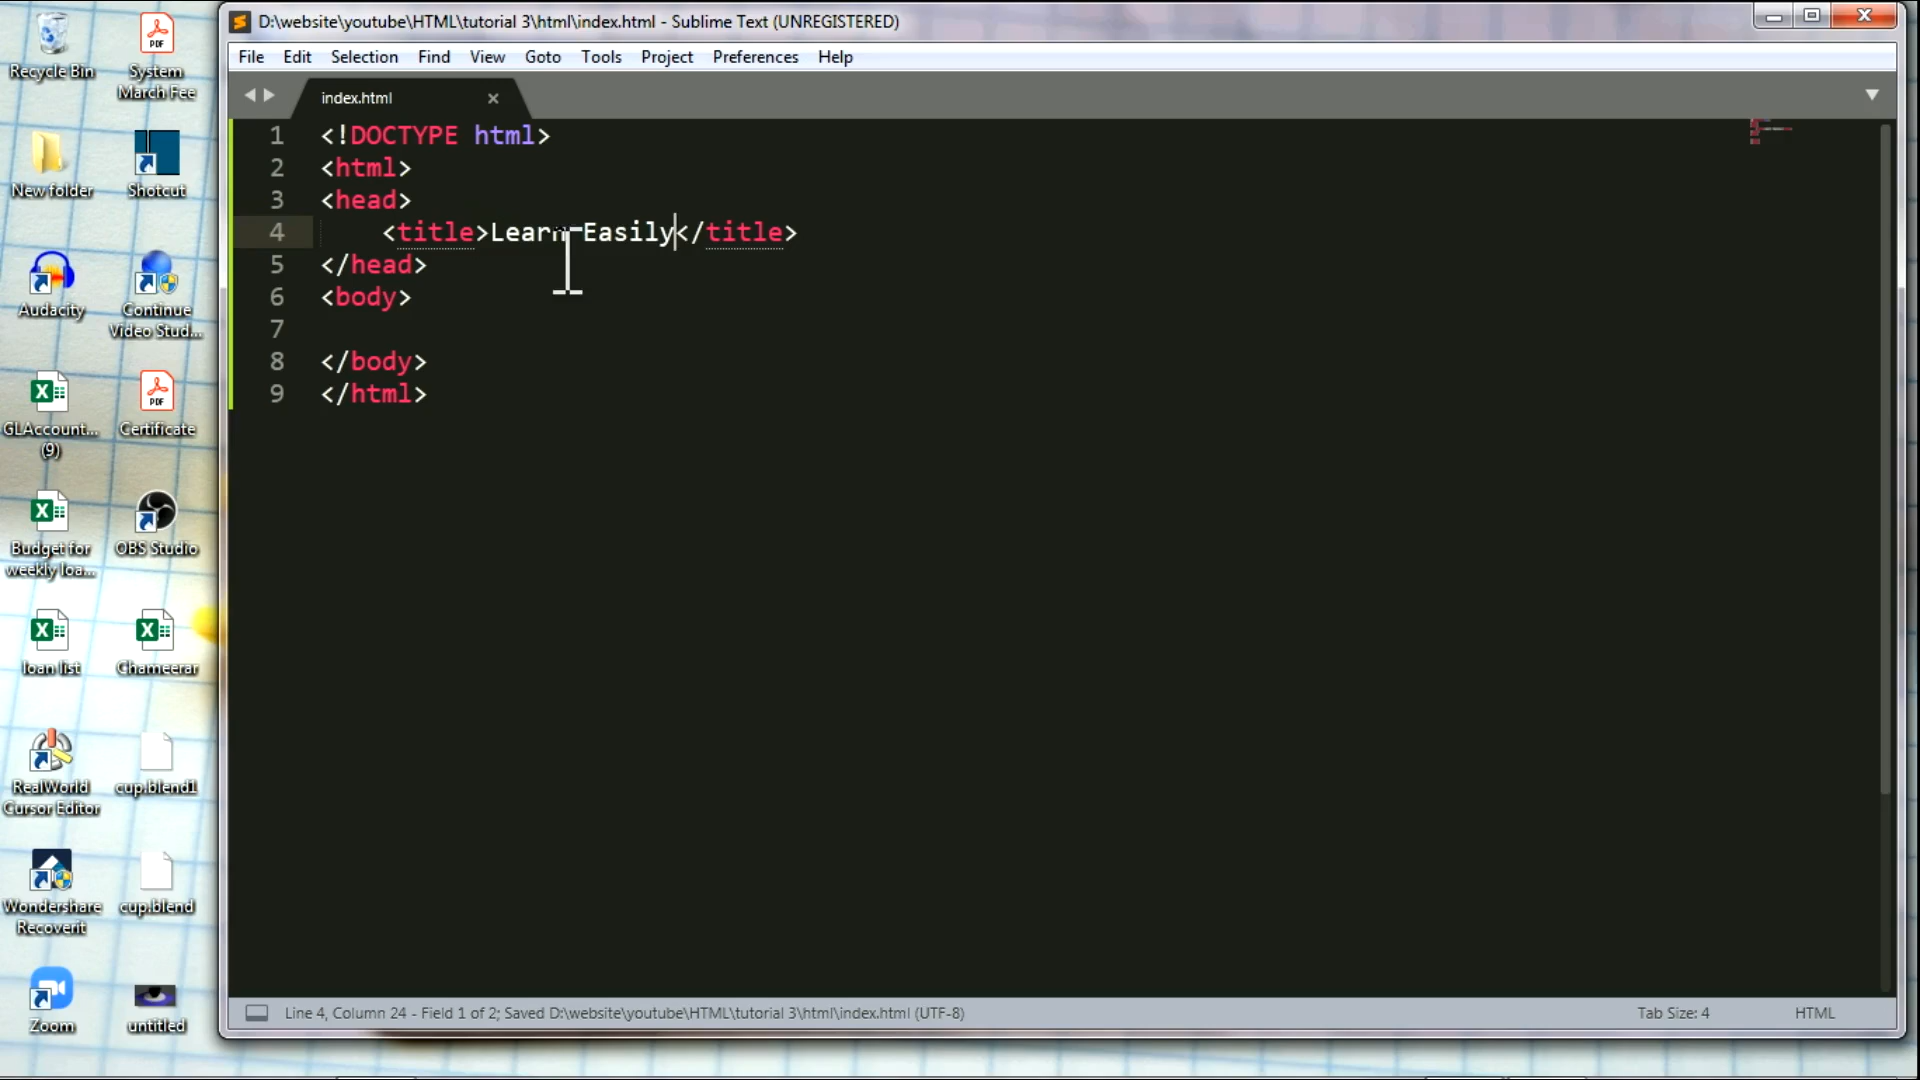 D:\website\youtube\HTML\tutorial 3\html\index.html - Sublime Text (UNREGISTERED)
File Edit Selection Find View Goto Tools Project Preferences Help
index.html
1 <!DOCTYPE html>
2 <html>
3 <head>
4 <title>Learn Easily</title>
5 </head>
6 <body>
7
8 </body>
9 </html>
Line 4, Column 24 - Field 1 of 2; Saved D:\website\youtube\HTML\tutorial 3\html\index.html (UTF-8)
Tab Size: 4
HTML
Recycle Bin
System
March Fee
New folder
Shotcut
Audacity
Continue
Video Stud...
GLAccount...
(9)
Certificate
Budget for
weekly loa...
OBS Studio
loan list
Chameerar
RealWorld
Cursor Editor
cup.blend1
Wondershare
Recoverit
cup.blend
Zoom
untitled
PDF
PDF